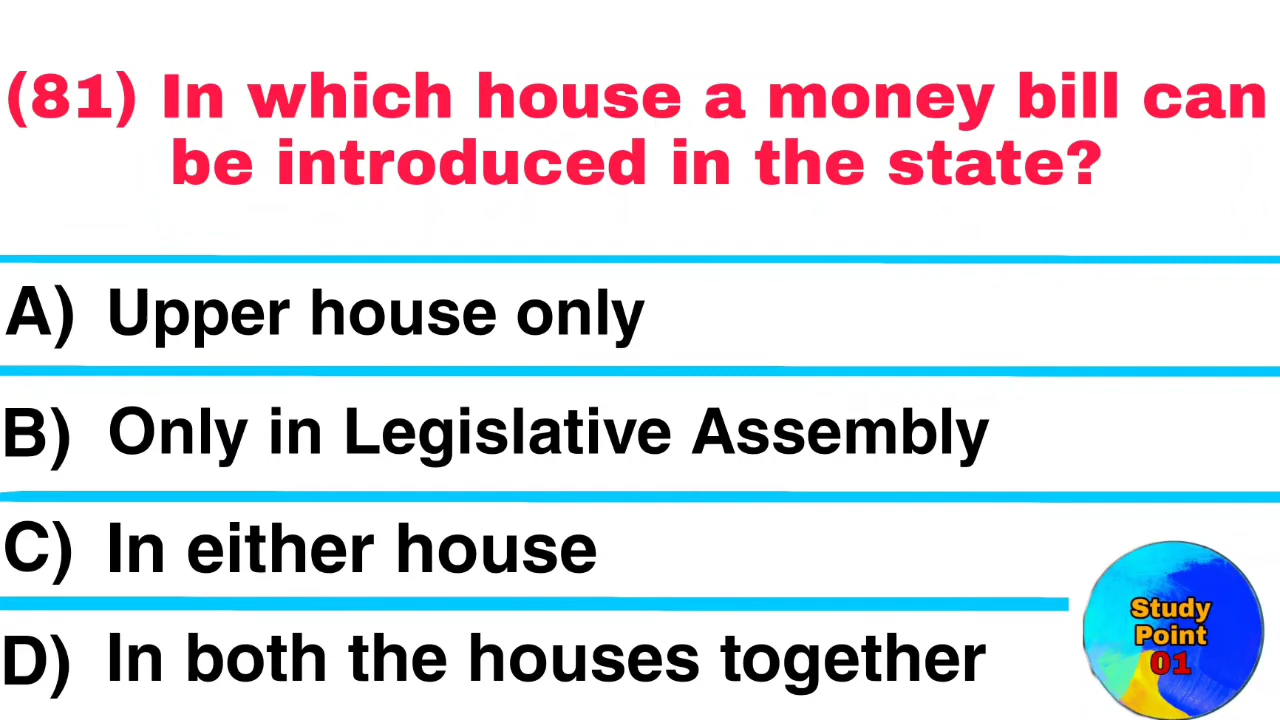 (81) In which house a money bill can
be introduced in the state?
A) Upper house only
B) Only in Legislative Assembly
C) In either house
D) In both the houses together
Study
Point
01